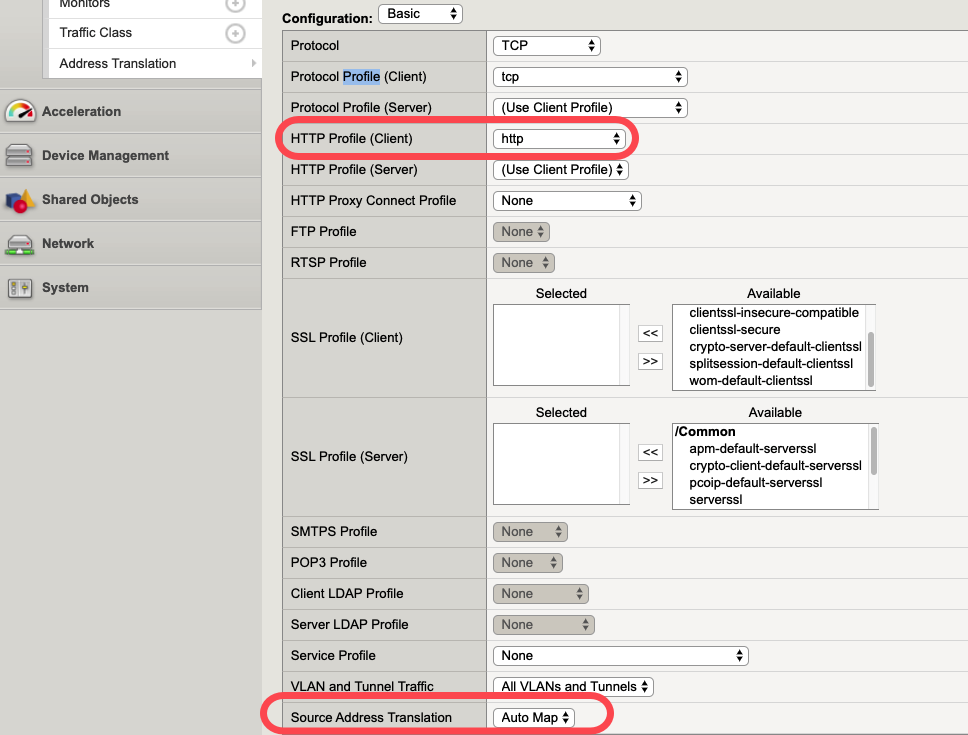 Monitors
Traffic Class
Address Translation
Acceleration
Device Management
Shared Objects
Network
System
Configuration: Basic
Protocol TCP
Protocol Profile (Client) tcp
Protocol Profile (Server) (Use Client Profile)
HTTP Profile (Client) http
HTTP Profile (Server) (Use Client Profile)
HTTP Proxy Connect Profile None
FTP Profile None
RTSP Profile None
Selected Available
SSL Profile (Client)
<< >>
clientssl-insecure-compatible
clientssl-secure
crypto-server-default-clientssl
splitsession-default-clientssl
wom-default-clientssl
Selected Available
SSL Profile (Server)
<< >>
/Common
apm-default-serverssl
crypto-client-default-serverssl
pcoip-default-serverssl
serverssl
SMTPS Profile None
POP3 Profile None
Client LDAP Profile None
Server LDAP Profile None
Service Profile None
VLAN and Tunnel Traffic All VLANs and Tunnels
Source Address Translation Auto Map